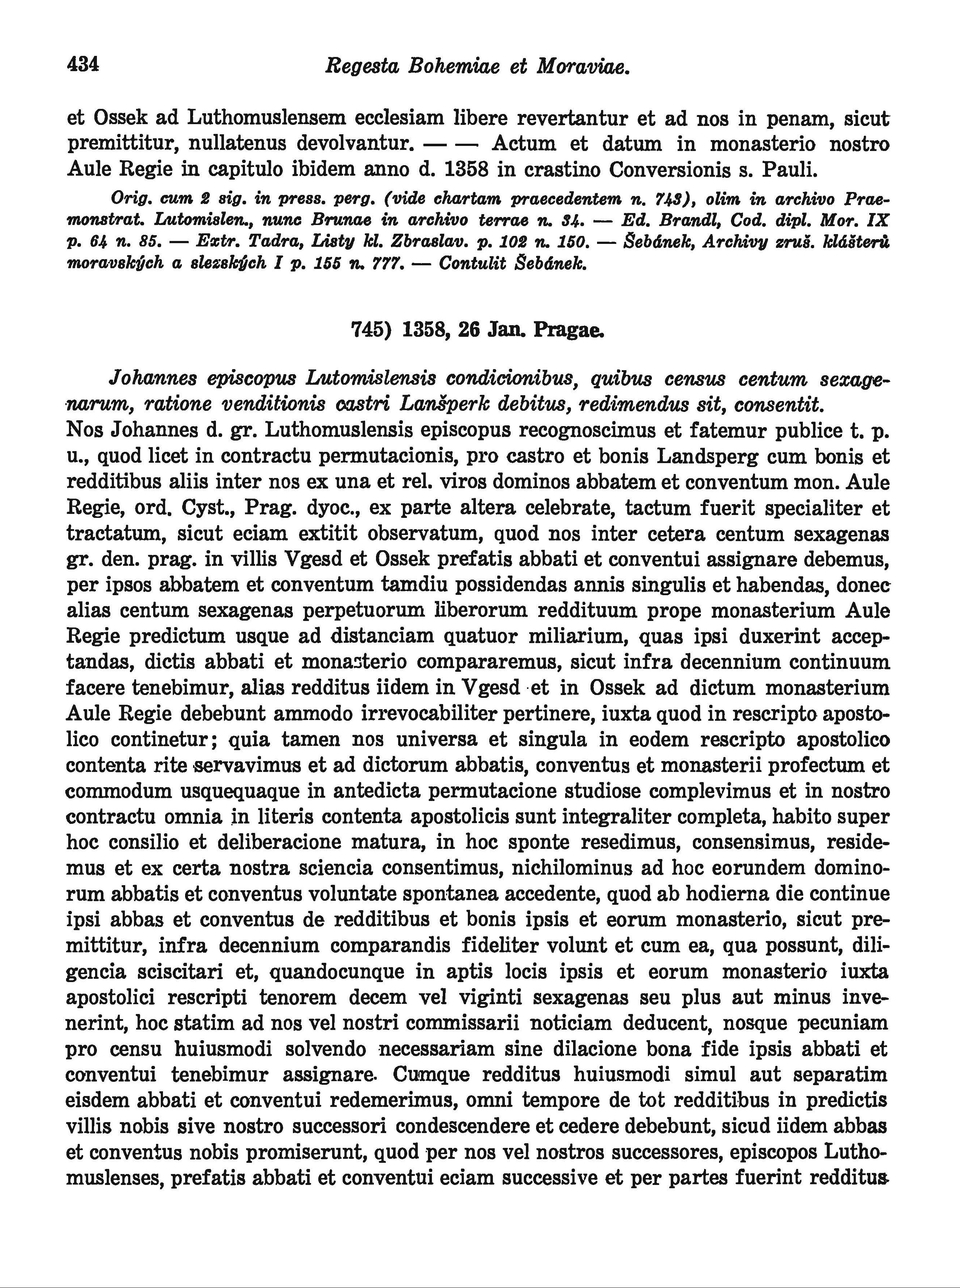 434 Regesta Bohemiae et Moraviae.
et Ossek ad Luthomuslensem ecclesiam libere revertantur et ad nos in penam, sicut
premittitur, nullatenus devolvantur. — — Actum et datum in monasterio nostro
Aule Regie in capitulo ibidem anno d. 1358 in crastino Conversionis s. Pauli.
Orig. cum 2 sig. in press. perg. (vide chartam praecedentem n. 743), olim in archivo Prae-
monstrat. Lutomislen., nunc Brunae in archivo terrae n. 34. — Ed. Brandl, Cod. dipl. Mor. IX
p. 64 n. 85. — Extr. Tadra, Listy kl. Zbraslav. p. 102 n. 150. — Šebánek, Archivy zruš. klášterů
moravských a slezských I p. 155 n. 777. — Contulit Šebánek.
745) 1358, 26 Jan. Pragae.
Johannes episcopus Lutomislensis condicionibus, quibus census centum sexage-
narum, ratione venditionis castri Lanšperk debitus, redimendus sit, consentit.
Nos Johannes d. gr. Luthomuslensis episcopus recognoscimus et fatemur publice t. p.
u., quod licet in contractu permutacionis, pro castro et bonis Landsperg cum bonis et
redditibus aliis inter nos ex una et rel. viros dominos abbatem et conventum mon. Aule
Regie, ord. Cyst., Prag. dyoc., ex parte altera celebrate, tactum fuerit specialiter et
tractatum, sicut eciam extitit observatum, quod nos inter cetera centum sexagenas
gr. den. prag. in villis Vgesd et Ossek prefatis abbati et conventui assignare debemus,
per ipsos abbatem et conventum tamdiu possidendas annis singulis et habendas, donec
alias centum sexagenas perpetuorum liberorum reddituum prope monasterium Aule
Regie predictum usque ad distanciam quatuor miliarium, quas ipsi duxerint accep-
tandas, dictis abbati et monasterio compararemus, sicut infra decennium continuum
facere tenebimur, alias redditus iidem in Vgesd et in Ossek ad dictum monasterium
Aule Regie debebunt ammodo irrevocabiliter pertinere, iuxta quod in rescripto aposto-
lico continetur; quia tamen nos universa et singula in eodem rescripto apostolico
contenta rite servavimus et ad dictorum abbatis, conventus et monasterii profectum et
commodum usquequaque in antedicta permutacione studiose complevimus et in nostro
contractu omnia in literis contenta apostolicis sunt integraliter completa, habito super
hoc consilio et deliberacione matura, in hoc sponte resedimus, consensimus, reside-
mus et ex certa nostra sciencia consentimus, nichilominus ad hoc eorundem domino-
rum abbatis et conventus voluntate spontanea accedente, quod ab hodierna die continue
ipsi abbas et conventus de redditibus et bonis ipsis et eorum monasterio, sicut pre-
mittitur, infra decennium comparandis fideliter volunt et cum ea, qua possunt, dili-
gencia sciscitari et, quandocunque in aptis locis ipsis et eorum monasterio iuxta
apostolici rescripti tenorem decem vel viginti sexagenas seu plus aut minus inve-
nerint, hoc statim ad nos vel nostri commissarii noticiam deducent, nosque pecuniam
pro censu huiusmodi solvendo necessariam sine dilacione bona fide ipsis abbati et
conventui tenebimur assignare. Cumque redditus huiusmodi simul aut separatim
eisdem abbati et conventui redemerimus, omni tempore de tot redditibus in predictis
villis nobis sive nostro successori condescendere et cedere debebunt, sicud iidem abbas
et conventus nobis promiserunt, quod per nos vel nostros successores, episcopos Lutho-
muslenses, prefatis abbati et conventui eciam successive et per partes fuerint redditus